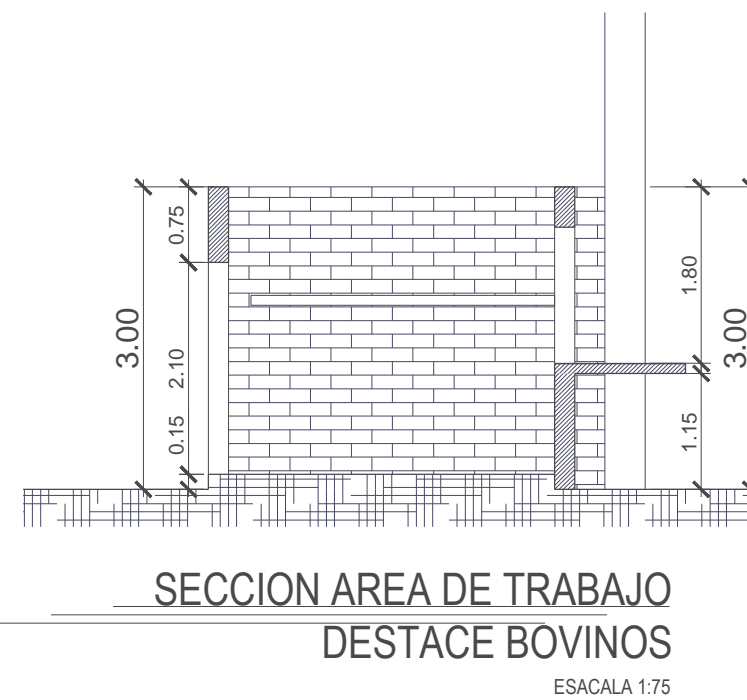 3.00
0.75
2.10
0.15
1.80
1.15
3.00
SECCION AREA DE TRABAJO
DESTACE BOVINOS
ESACALA 1:75